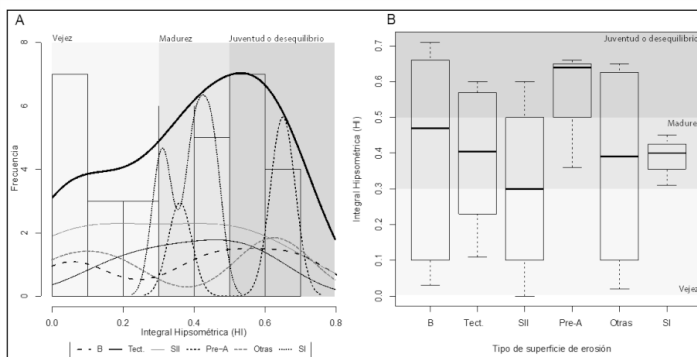 A
Vejez
Madurez
Juventud o desequilibrio
8
6
4
2
0
Frecuencia
0.0
0.2
0.4
0.6
0.8
Integral Hipsométrica (HI)
B
Tect.
SII
Pre-A
Otras
SI
B
Juventud o desequilibrio
Madurez
Vejez
0.7
0.6
0.5
0.4
0.3
0.2
0.1
0.0
Integral Hipsométrica (HI)
B
Tect.
SII
Pre-A
Otras
SI
Tipo de superficie de erosión